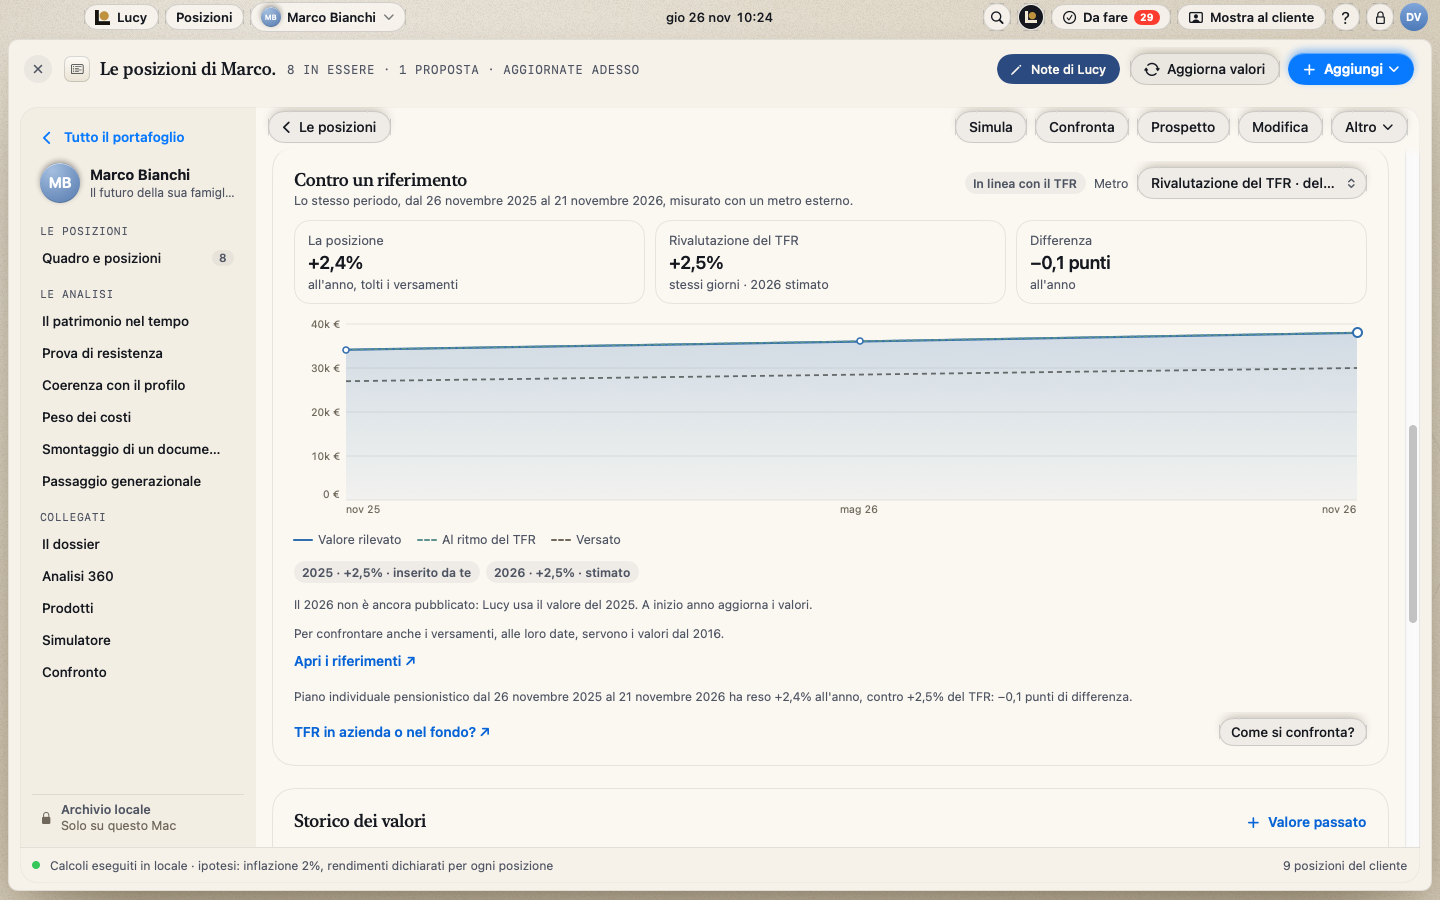 Lucy
Posizioni
MB Marco Bianchi
gio 26 nov 10:24
Da fare 29
Mostra al cliente
?
DV
Le posizioni di Marco.
8 IN ESSERE · 1 PROPOSTA · AGGIORNATE ADESSO
Note di Lucy
Aggiorna valori
+ Aggiungi
Tutto il portafoglio
MB
Marco Bianchi
Il futuro della sua famigl...
LE POSIZIONI
Quadro e posizioni 8
LE ANALISI
Il patrimonio nel tempo
Prova di resistenza
Coerenza con il profilo
Peso dei costi
Smontaggio di un docume...
Passaggio generazionale
COLLEGATI
Il dossier
Analisi 360
Prodotti
Simulatore
Confronto
Archivio locale
Solo su questo Mac
Le posizioni
Simula
Confronta
Prospetto
Modifica
Altro
Contro un riferimento
Lo stesso periodo, dal 26 novembre 2025 al 21 novembre 2026, misurato con un metro esterno.
In linea con il TFR
Metro
Rivalutazione del TFR · del...
La posizione
+2,4%
all'anno, tolti i versamenti
Rivalutazione del TFR
+2,5%
stessi giorni · 2026 stimato
Differenza
−0,1 punti
all'anno
40k €
30k €
20k €
10k €
0 €
nov 25
mag 26
nov 26
Valore rilevato
Al ritmo del TFR
Versato
2025 · +2,5% · inserito da te
2026 · +2,5% · stimato
Il 2026 non è ancora pubblicato: Lucy usa il valore del 2025. A inizio anno aggiorna i valori.
Per confrontare anche i versamenti, alle loro date, servono i valori dal 2016.
Apri i riferimenti
Piano individuale pensionistico dal 26 novembre 2025 al 21 novembre 2026 ha reso +2,4% all'anno, contro +2,5% del TFR: −0,1 punti di differenza.
TFR in azienda o nel fondo?
Come si confronta?
Storico dei valori
+ Valore passato
Calcoli eseguiti in locale · ipotesi: inflazione 2%, rendimenti dichiarati per ogni posizione
9 posizioni del cliente